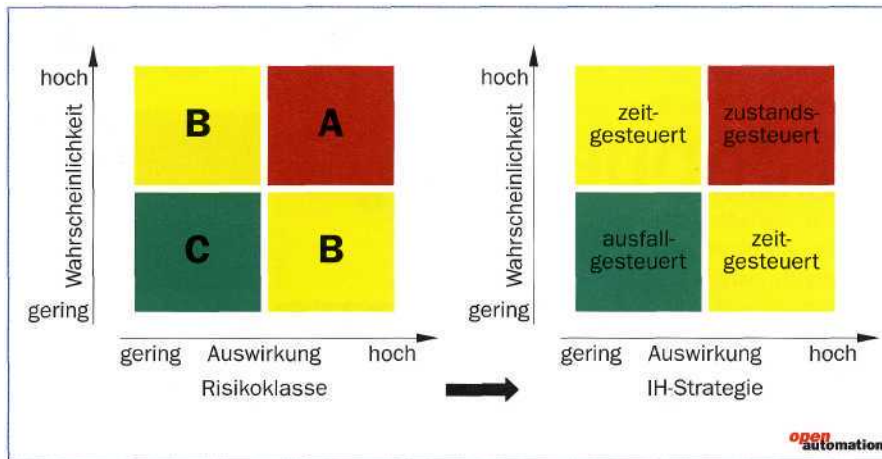 hoch
Wahrscheinlichkeit
gering
B
A
C
B
gering Auswirkung hoch
Risikoklasse
hoch
Wahrscheinlichkeit
gering
zeit-
gesteuert
zustands-
gesteuert
ausfall-
gesteuert
zeit-
gesteuert
gering Auswirkung hoch
IH-Strategie
open
automation